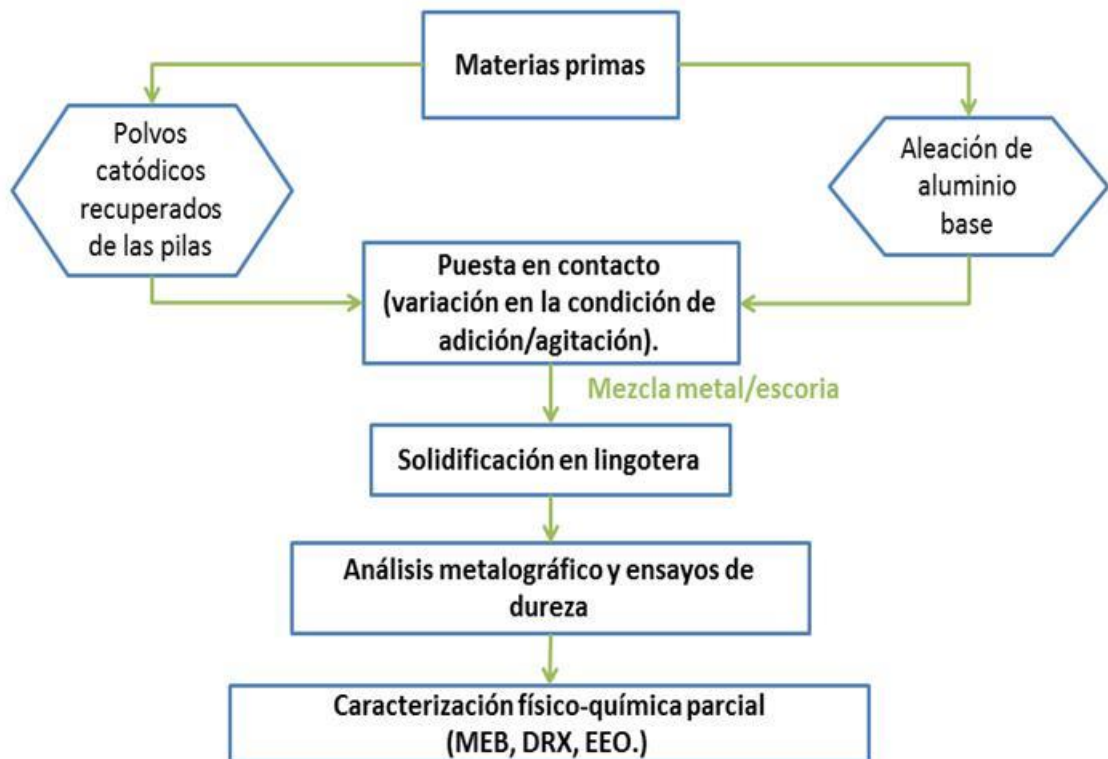 Materias primas
Polvos
catódicos
recuperados
de las pilas
Aleación de
aluminio
base
Puesta en contacto
(variación en la condición de
adición/agitación).
Mezcla metal/escoria
Solidificación en lingotera
Análisis metalográfico y ensayos de
dureza
Caracterización físico-química parcial
(MEB, DRX, EEO.)